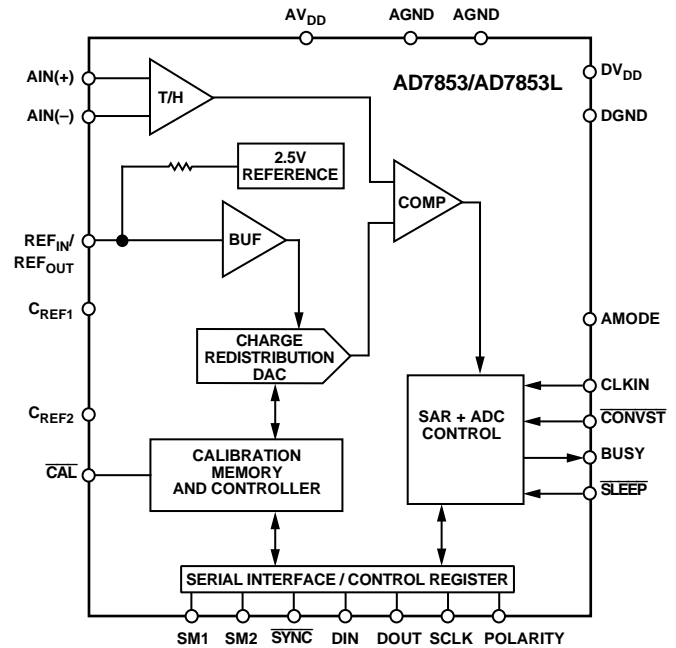 AVDD AGND AGND
AIN(+)
AIN(–)
T/H
AD7853/AD7853L
DVDD
DGND
2.5V
REFERENCE
COMP
REFIN/
REFOUT
BUF
CREF1
CHARGE
REDISTRIBUTION
DAC
AMODE
CLKIN
CONVST
BUSY
SLEEP
SAR + ADC
CONTROL
CREF2
CAL
CALIBRATION
MEMORY
AND CONTROLLER
SERIAL INTERFACE / CONTROL REGISTER
SM1 SM2 SYNC DIN DOUT SCLK POLARITY